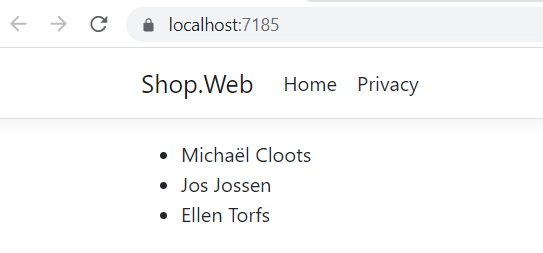 localhost:7185
Shop.Web Home Privacy
Michaël Cloots
Jos Jossen
Ellen Torfs